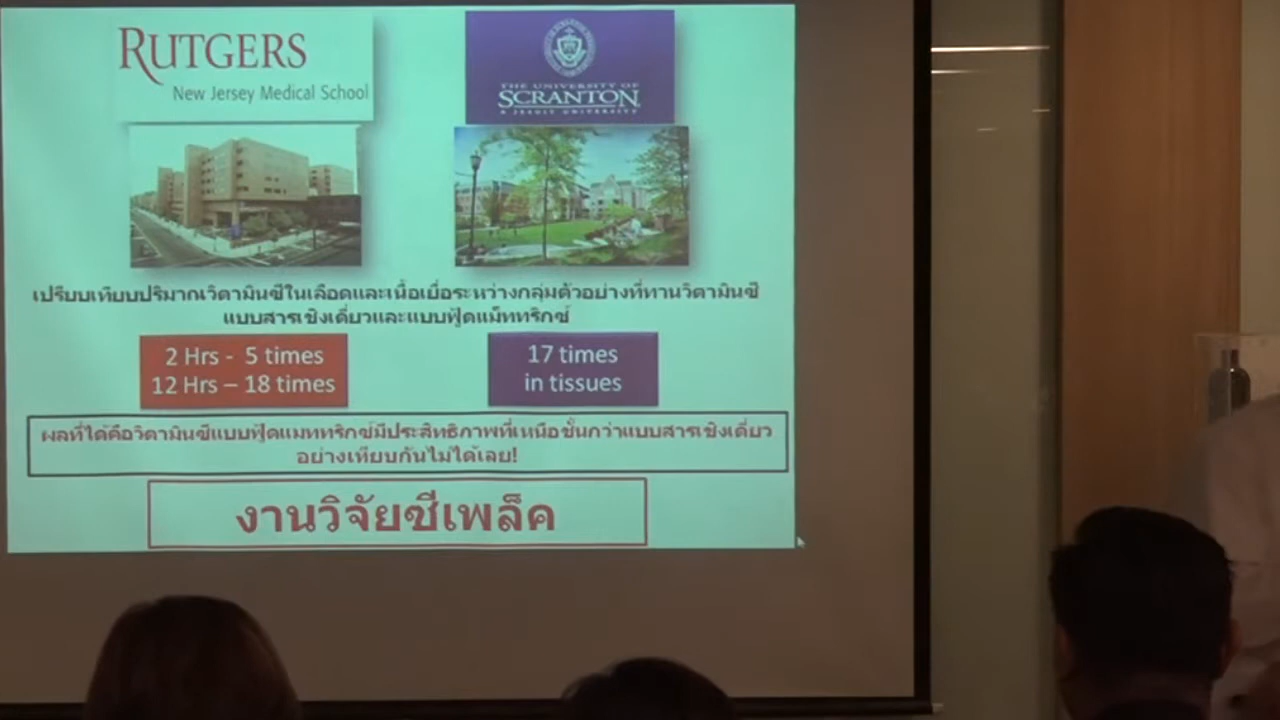 RUTGERS
New Jersey Medical School
THE UNIVERSITY OF
SCRANTON
A JESUIT UNIVERSITY
เปรียบเทียบปริมาณวิตามินซีในเลือดและเนื้อเยื่อระหว่างกลุ่มตัวอย่างที่ทานวิตามินซี
แบบสารเชิงเดี่ยวและแบบฟู้ดแม็ททริกซ์
2 Hrs - 5 times
12 Hrs – 18 times
17 times
in tissues
ผลที่ได้คือวิตามินซีแบบฟู้ดแมททริกซ์มีประสิทธิภาพที่เหนือชั้นกว่าแบบสารเชิงเดี่ยว
อย่างเทียบกันไม่ได้เลย!
งานวิจัยซีเพล็ค